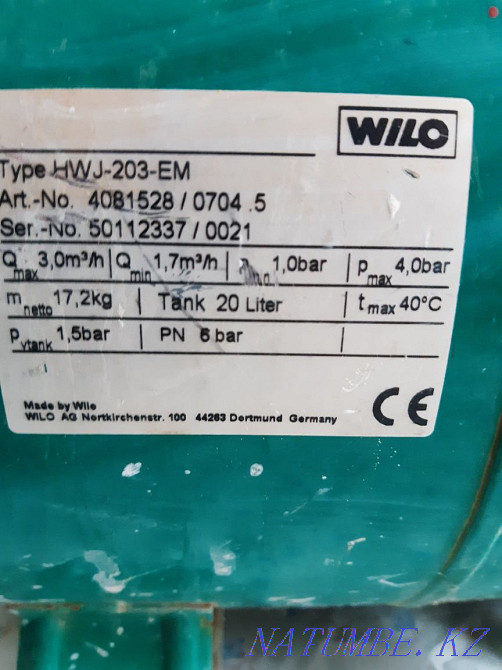 WILO
Type HWJ-203-EM
Art.-No. 4081528 / 0704 .5
Ser.-No. 50112337 / 0021
Q max 3,0m³/h | Q min 1,7m³/h | min 1,0bar | p max 4,0bar
m netto 17,2kg | Tank 20 Liter | t max 40°C
p vtank 1,5bar | PN 6 bar
Made by Wilo
WILO AG Nortkirchenstr. 100 44263 Dortmund Germany
CE
NATUMBE.KZ